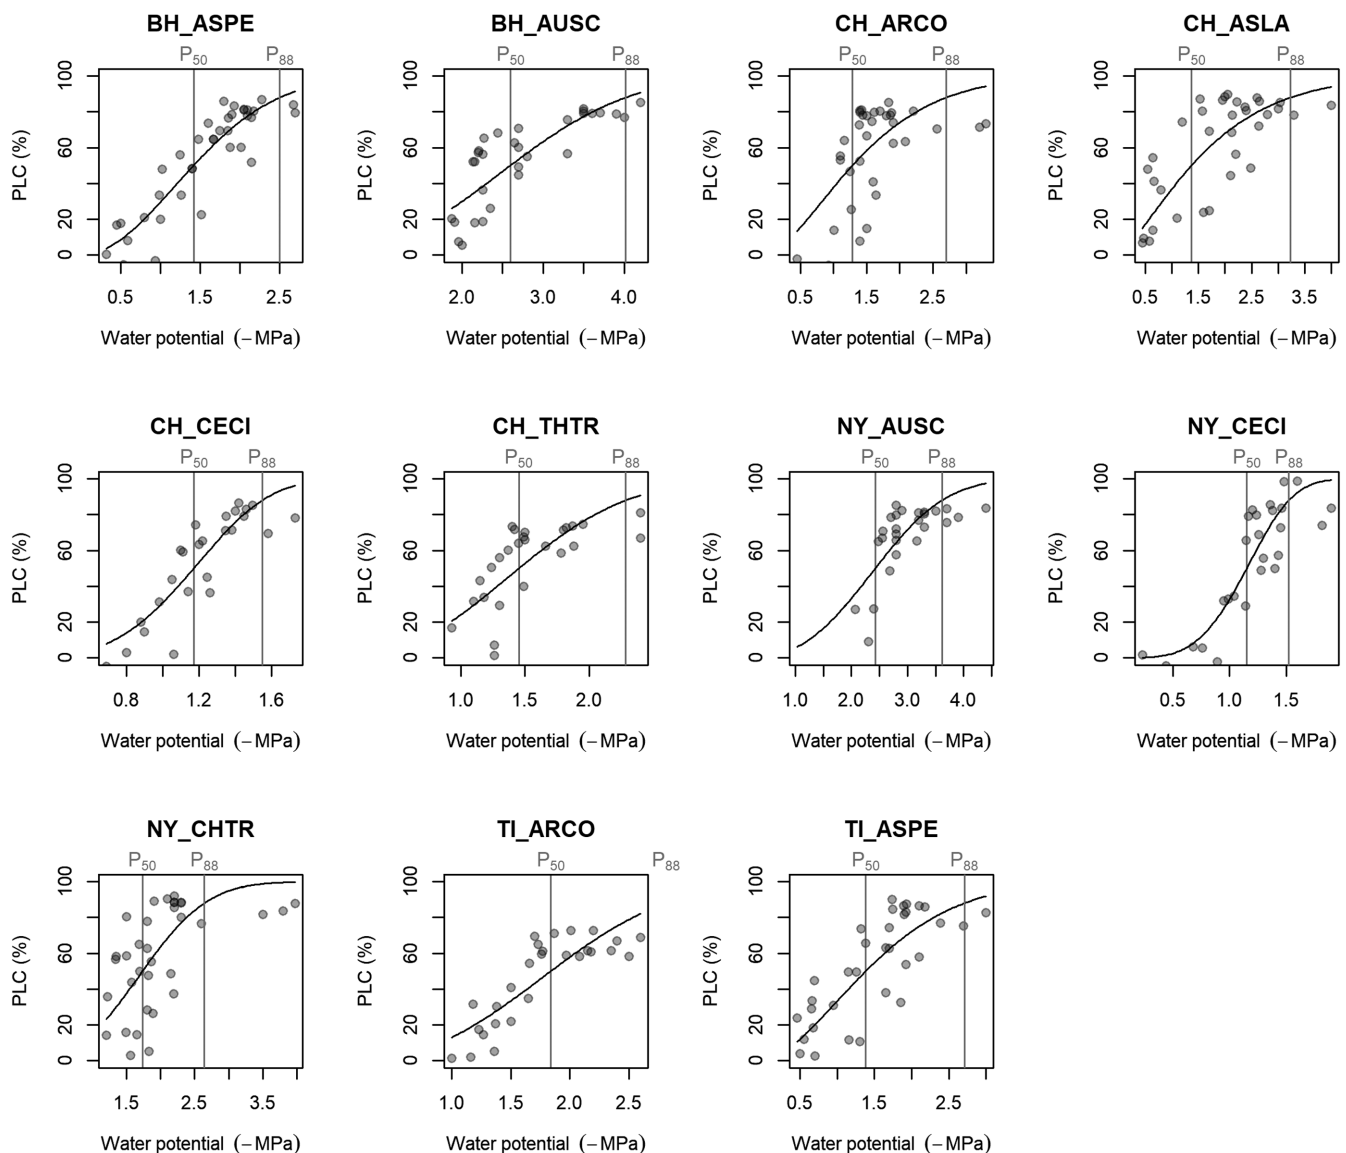 BH_ASPE
P50 P88
PLC (%)
100
60
20
0
0.5 1.5 2.5
Water potential (−MPa)
BH_AUSC
P50 P88
PLC (%)
100
60
20
0
2.0 3.0 4.0
Water potential (−MPa)
CH_ARCO
P50 P88
PLC (%)
100
60
20
0
0.5 1.5 2.5
Water potential (−MPa)
CH_ASLA
P50 P88
PLC (%)
100
60
20
0
0.5 1.5 2.5 3.5
Water potential (−MPa)
CH_CECI
P50 P88
PLC (%)
100
60
20
0
0.8 1.2 1.6
Water potential (−MPa)
CH_THTR
P50 P88
PLC (%)
100
60
20
0
1.0 1.5 2.0
Water potential (−MPa)
NY_AUSC
P50 P88
PLC (%)
100
60
20
0
1.0 2.0 3.0 4.0
Water potential (−MPa)
NY_CECI
P50 P88
PLC (%)
100
60
20
0
0.5 1.0 1.5
Water potential (−MPa)
NY_CHTR
P50 P88
PLC (%)
100
60
20
0
1.5 2.5 3.5
Water potential (−MPa)
TI_ARCO
P50 P88
PLC (%)
100
60
20
0
1.0 1.5 2.0 2.5
Water potential (−MPa)
TI_ASPE
P50 P88
PLC (%)
100
60
20
0
0.5 1.5 2.5
Water potential (−MPa)